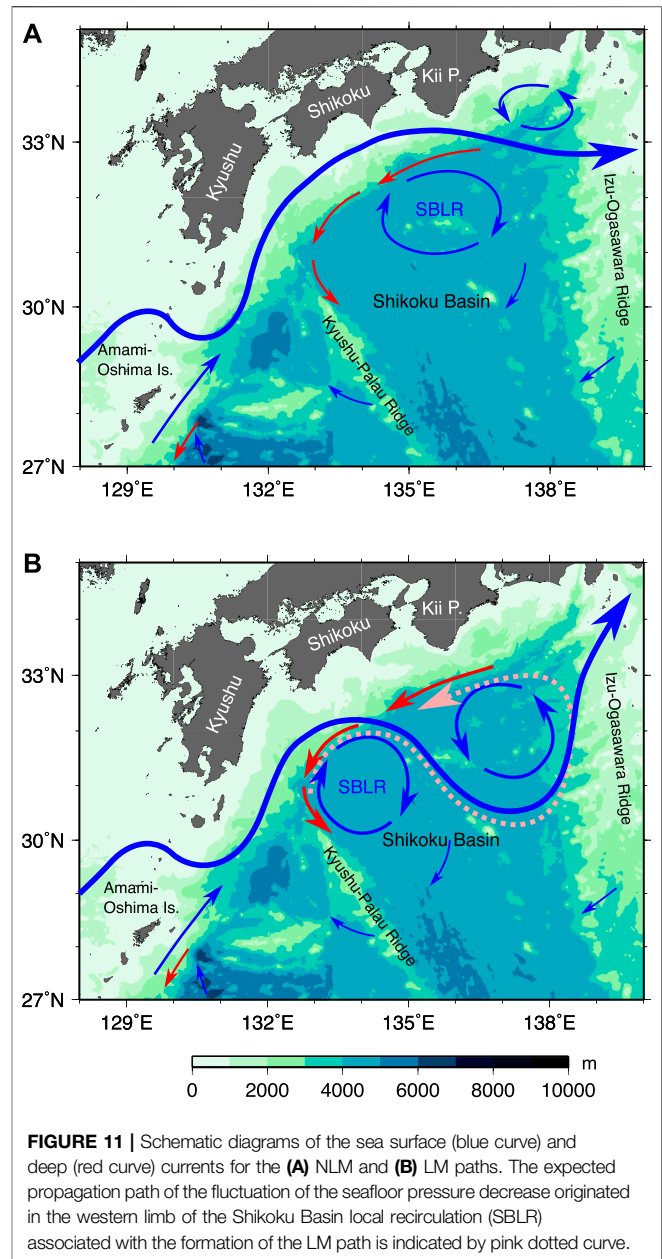 A
Kii P.
Shikoku
Kyushu
33˚N
SBLR
Izu-Ogasawara Ridge
30˚N
Shikoku Basin
Amami-
Oshima Is.
Kyushu-Palau Ridge
27˚N
129˚E
132˚E
135˚E
138˚E
B
Kii P.
Shikoku
Kyushu
33˚N
Izu-Ogasawara Ridge
SBLR
30˚N
Shikoku Basin
Amami-
Oshima Is.
Kyushu-Palau Ridge
27˚N
129˚E
132˚E
135˚E
138˚E
m
0
2000
4000
6000
8000
10000
FIGURE 11 | Schematic diagrams of the sea surface (blue curve) and
deep (red curve) currents for the (A) NLM and (B) LM paths. The expected
propagation path of the fluctuation of the seafloor pressure decrease originated
in the western limb of the Shikoku Basin local recirculation (SBLR)
associated with the formation of the LM path is indicated by pink dotted curve.